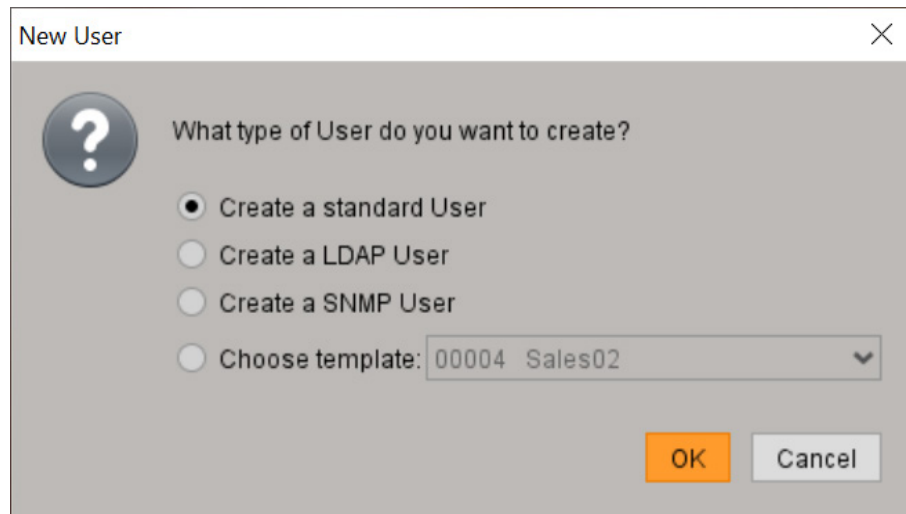 New User
What type of User do you want to create?
Create a standard User
Create a LDAP User
Create a SNMP User
Choose template: 00004 Sales02
OK Cancel